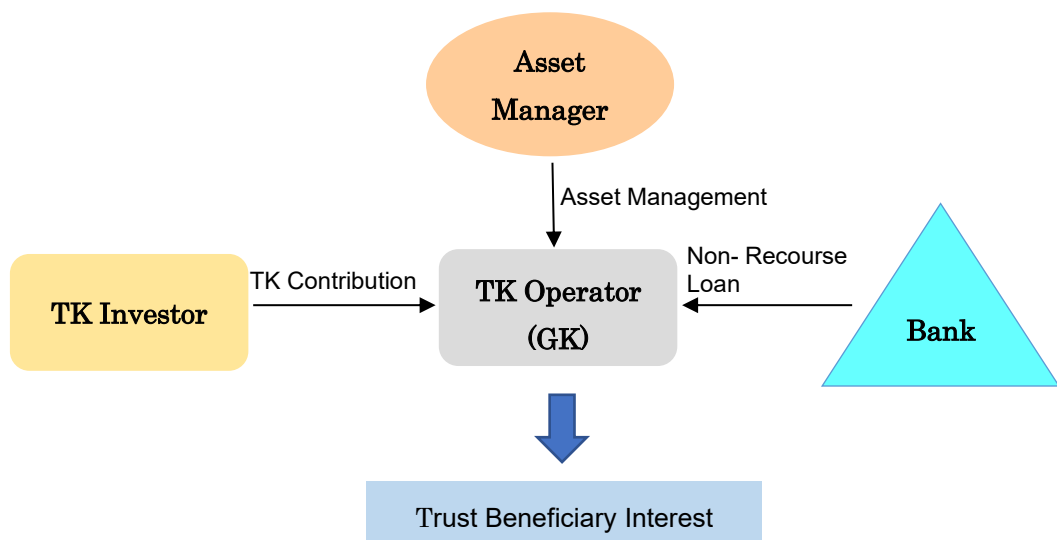 Asset
Manager
Asset Management
TK Investor
TK Contribution
TK Operator
(GK)
Non- Recourse
Loan
Bank
Trust Beneficiary Interest